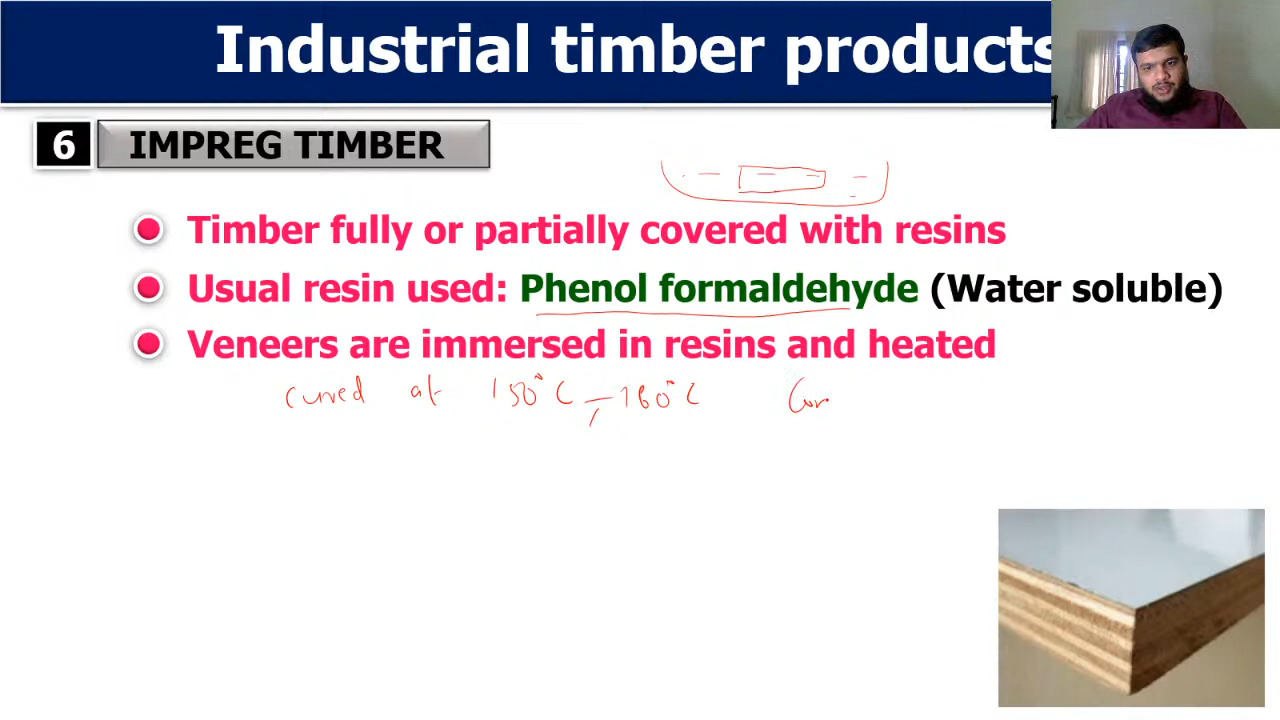 Industrial timber products
6 IMPREG TIMBER
Timber fully or partially covered with resins
Usual resin used: Phenol formaldehyde (Water soluble)
Veneers are immersed in resins and heated
cured at 150°C – 160°C